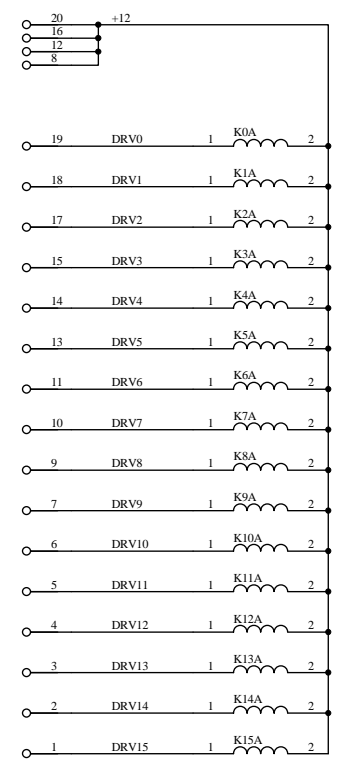 20 +12
16
12
8
19 DRV0 1 K0A 2
18 DRV1 1 K1A 2
17 DRV2 1 K2A 2
15 DRV3 1 K3A 2
14 DRV4 1 K4A 2
13 DRV5 1 K5A 2
11 DRV6 1 K6A 2
10 DRV7 1 K7A 2
9 DRV8 1 K8A 2
7 DRV9 1 K9A 2
6 DRV10 1 K10A 2
5 DRV11 1 K11A 2
4 DRV12 1 K12A 2
3 DRV13 1 K13A 2
2 DRV14 1 K14A 2
1 DRV15 1 K15A 2